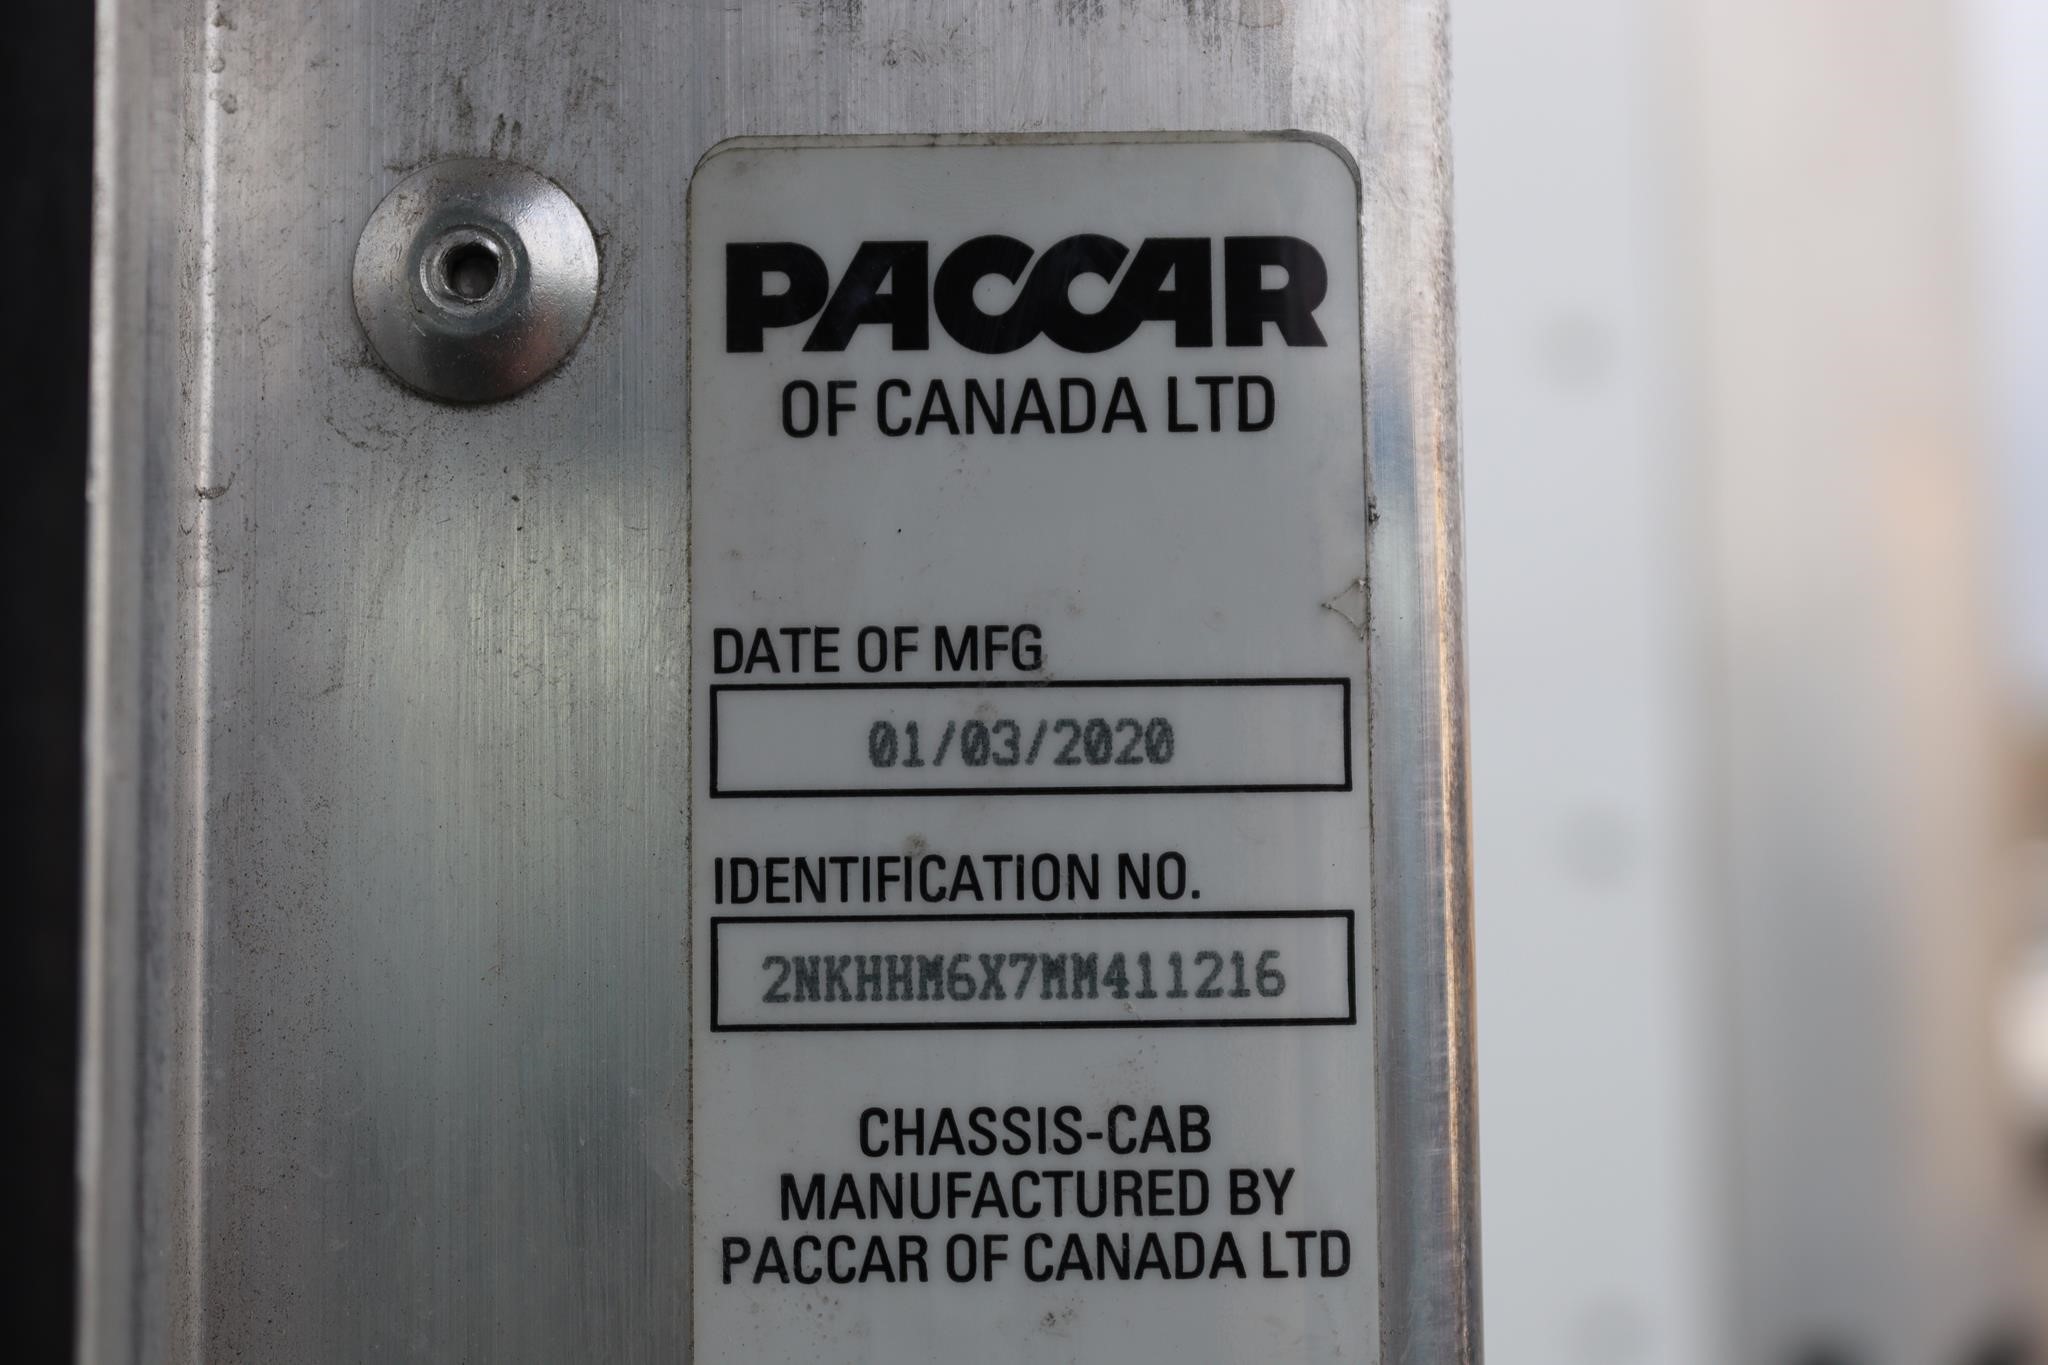 PACCAR
OF CANADA LTD
DATE OF MFG
01/03/2020
IDENTIFICATION NO.
2NKHHM6X7MM411216
CHASSIS-CAB
MANUFACTURED BY
PACCAR OF CANADA LTD